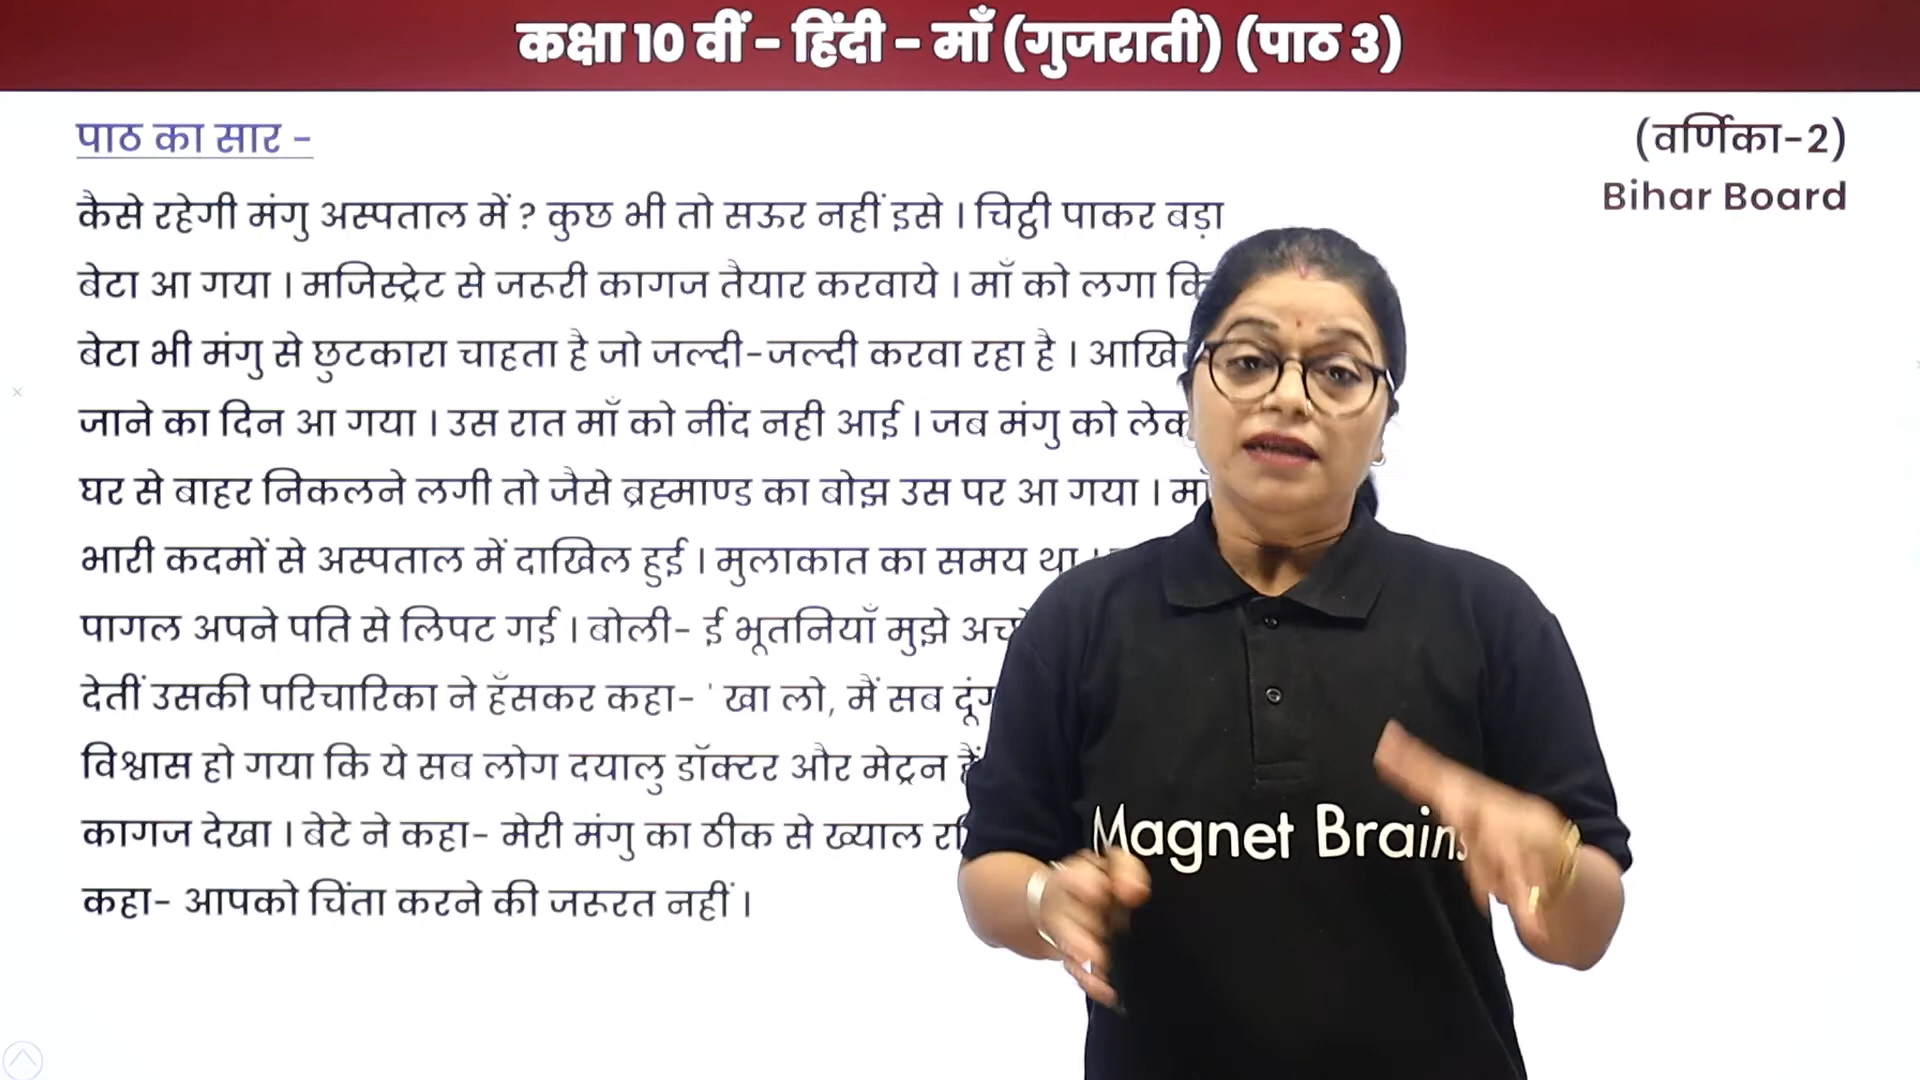 कक्षा 10 वीं - हिंदी - माँ (गुजराती) (पाठ 3)
पाठ का सार -
(वर्णिका-2)
Bihar Board
कैसे रहेगी मंगु अस्पताल में ? कुछ भी तो सऊर नहीं इसे । चिट्ठी पाकर बड़ा
बेटा आ गया । मजिस्ट्रेट से जरूरी कागज तैयार करवाये । माँ को लगा
बेटा भी मंगु से छुटकारा चाहता है जो जल्दी-जल्दी करवा रहा है ।
जाने का दिन आ गया । उस रात माँ को नींद नही आई । जब मंगु को
घर से बाहर निकलने लगी तो जैसे ब्रह्माण्ड का बोझ उस पर आ गया ।
भारी कदमों से अस्पताल में दाखिल हुई । मुलाकात का समय था ।
पागल अपने पति से लिपट गई । बोली- ई भूतनियाँ मुझे
देतीं उसकी परिचारिका ने हँसकर कहा- ' खा लो, मैं सब
विश्वास हो गया कि ये सब लोग दयालु डॉक्टर और मेट्रन
कागज देखा । बेटे ने कहा- मेरी मंगु का ठीक से ख्याल
कहा- आपको चिंता करने की जरूरत नहीं ।
Magnet Brains